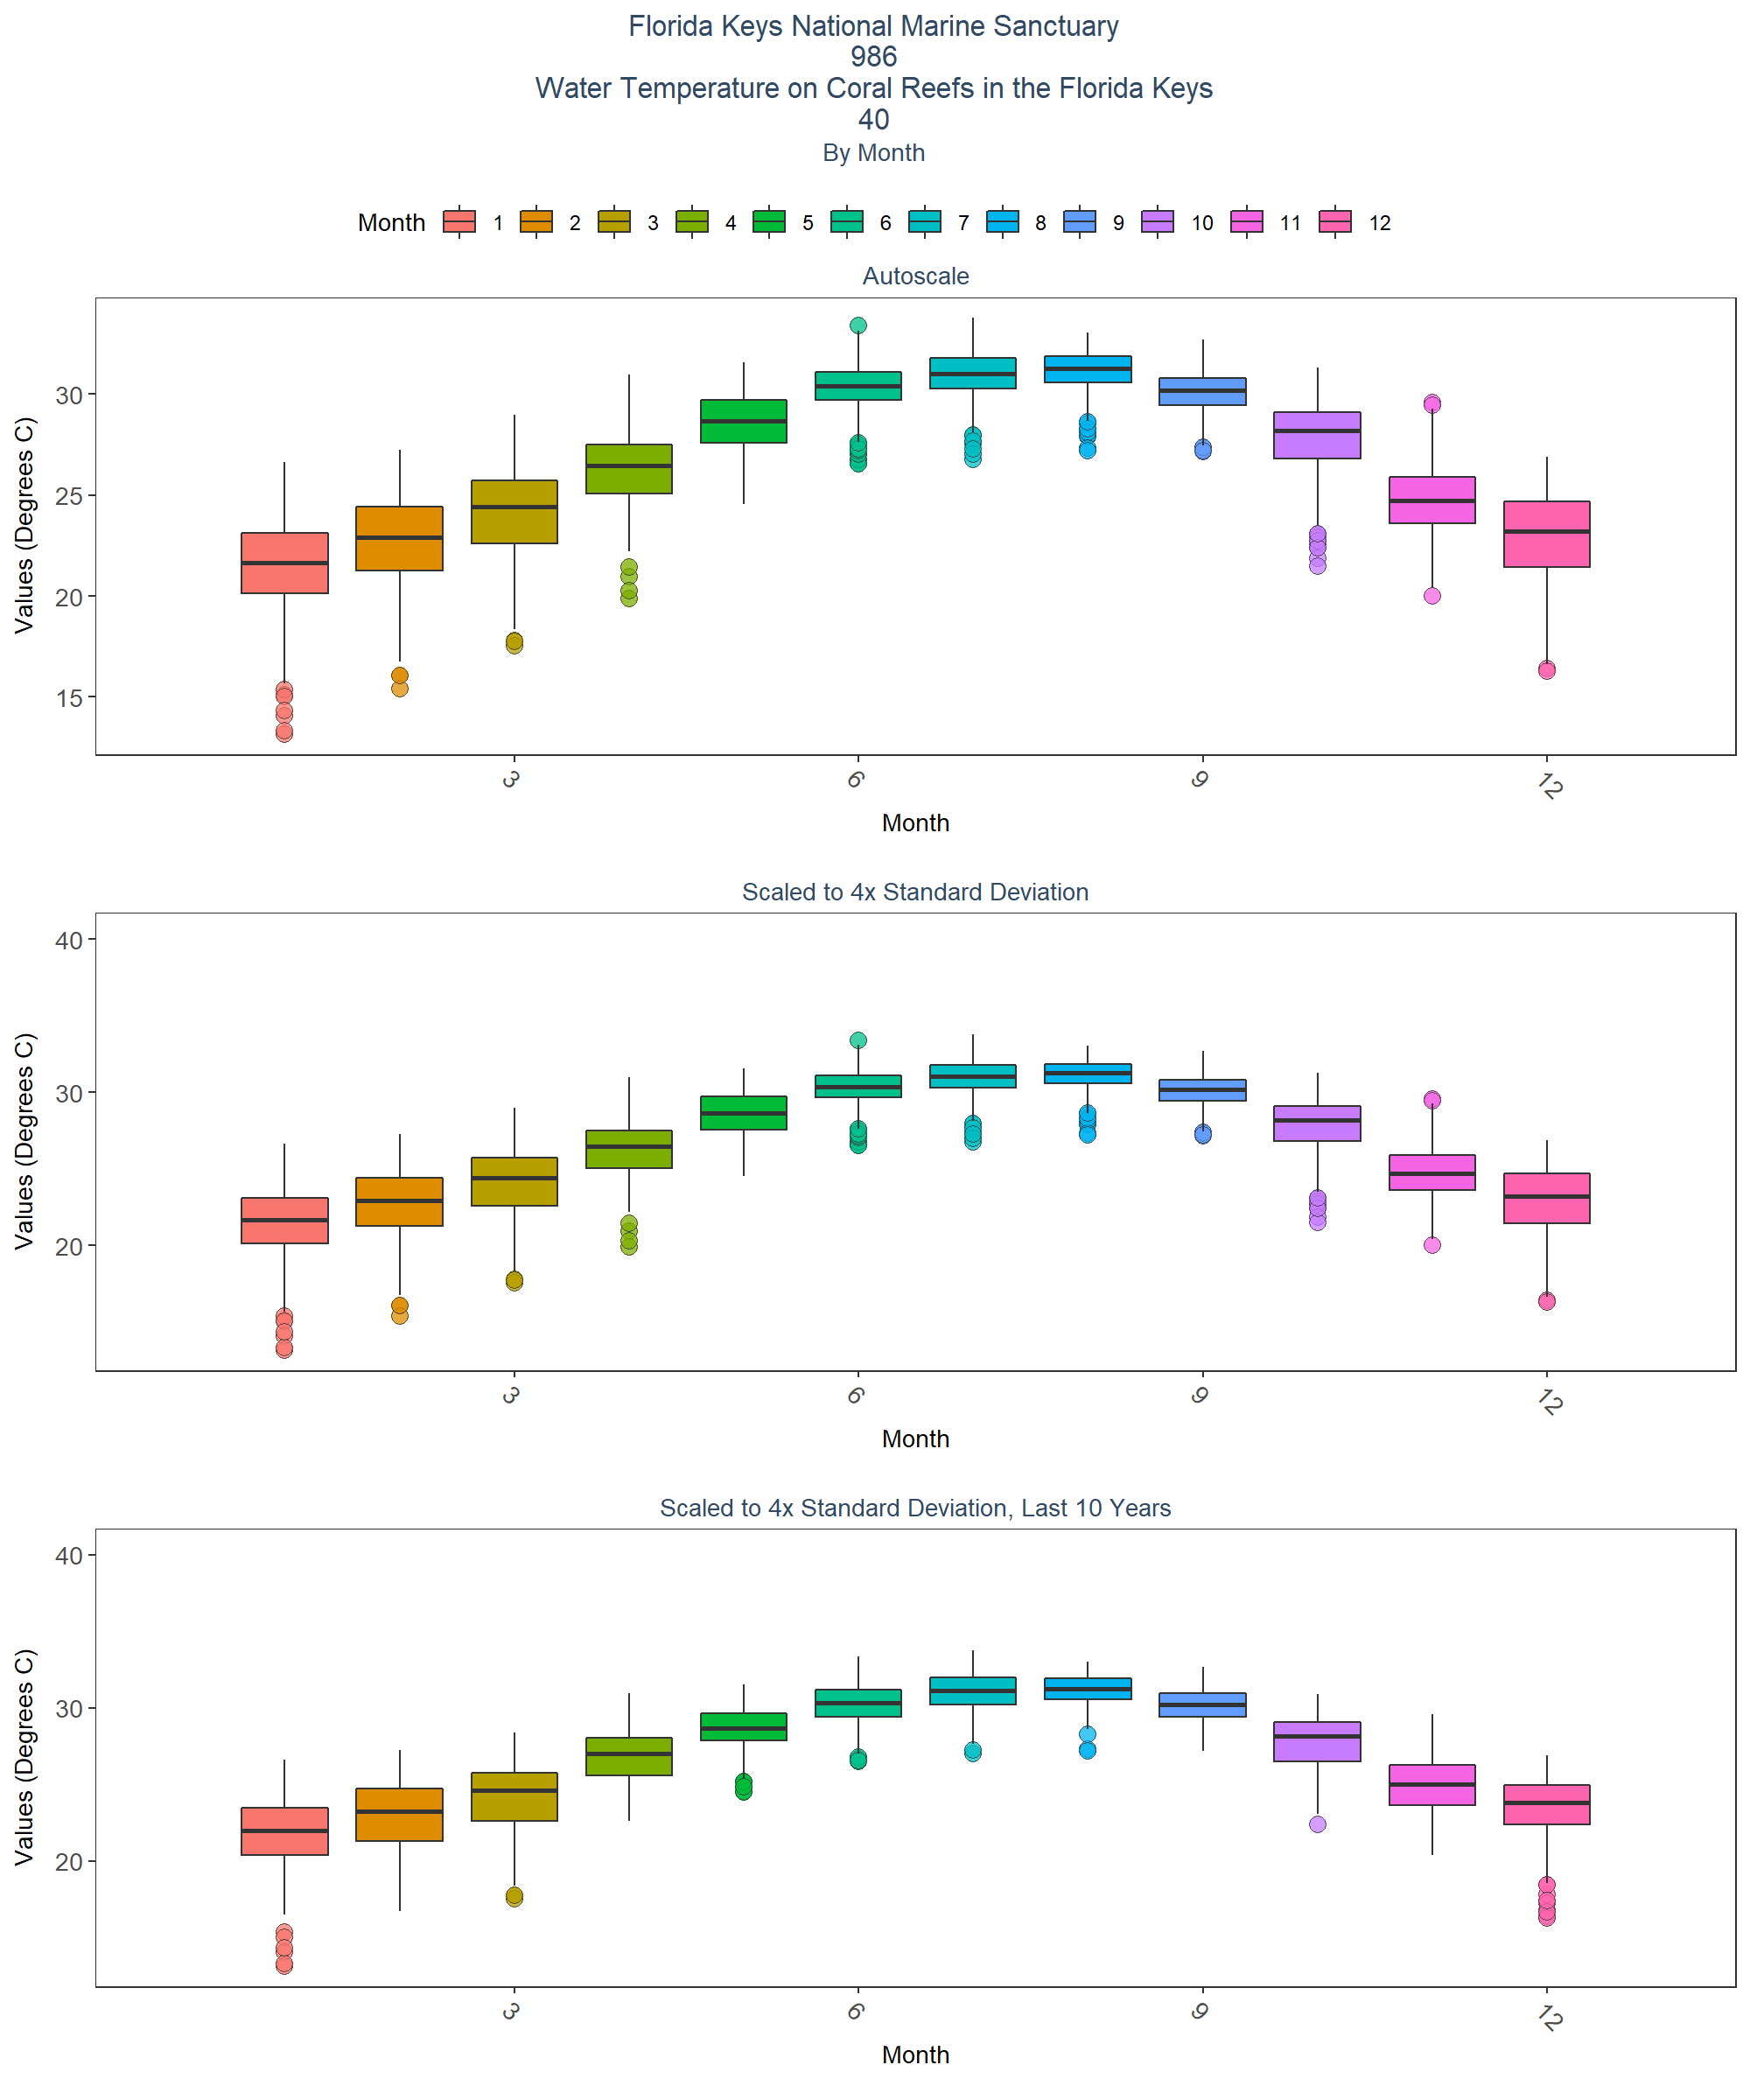 Florida Keys National Marine Sanctuary
986
Water Temperature on Coral Reefs in the Florida Keys
40
By Month
Month 1 2 3 4 5 6 7 8 9 10 11 12
Autoscale
Values (Degrees C)
30
25
20
15
3 6 9 12
Month
Scaled to 4x Standard Deviation
Values (Degrees C)
40
30
20
3 6 9 12
Month
Scaled to 4x Standard Deviation, Last 10 Years
Values (Degrees C)
40
30
20
3 6 9 12
Month